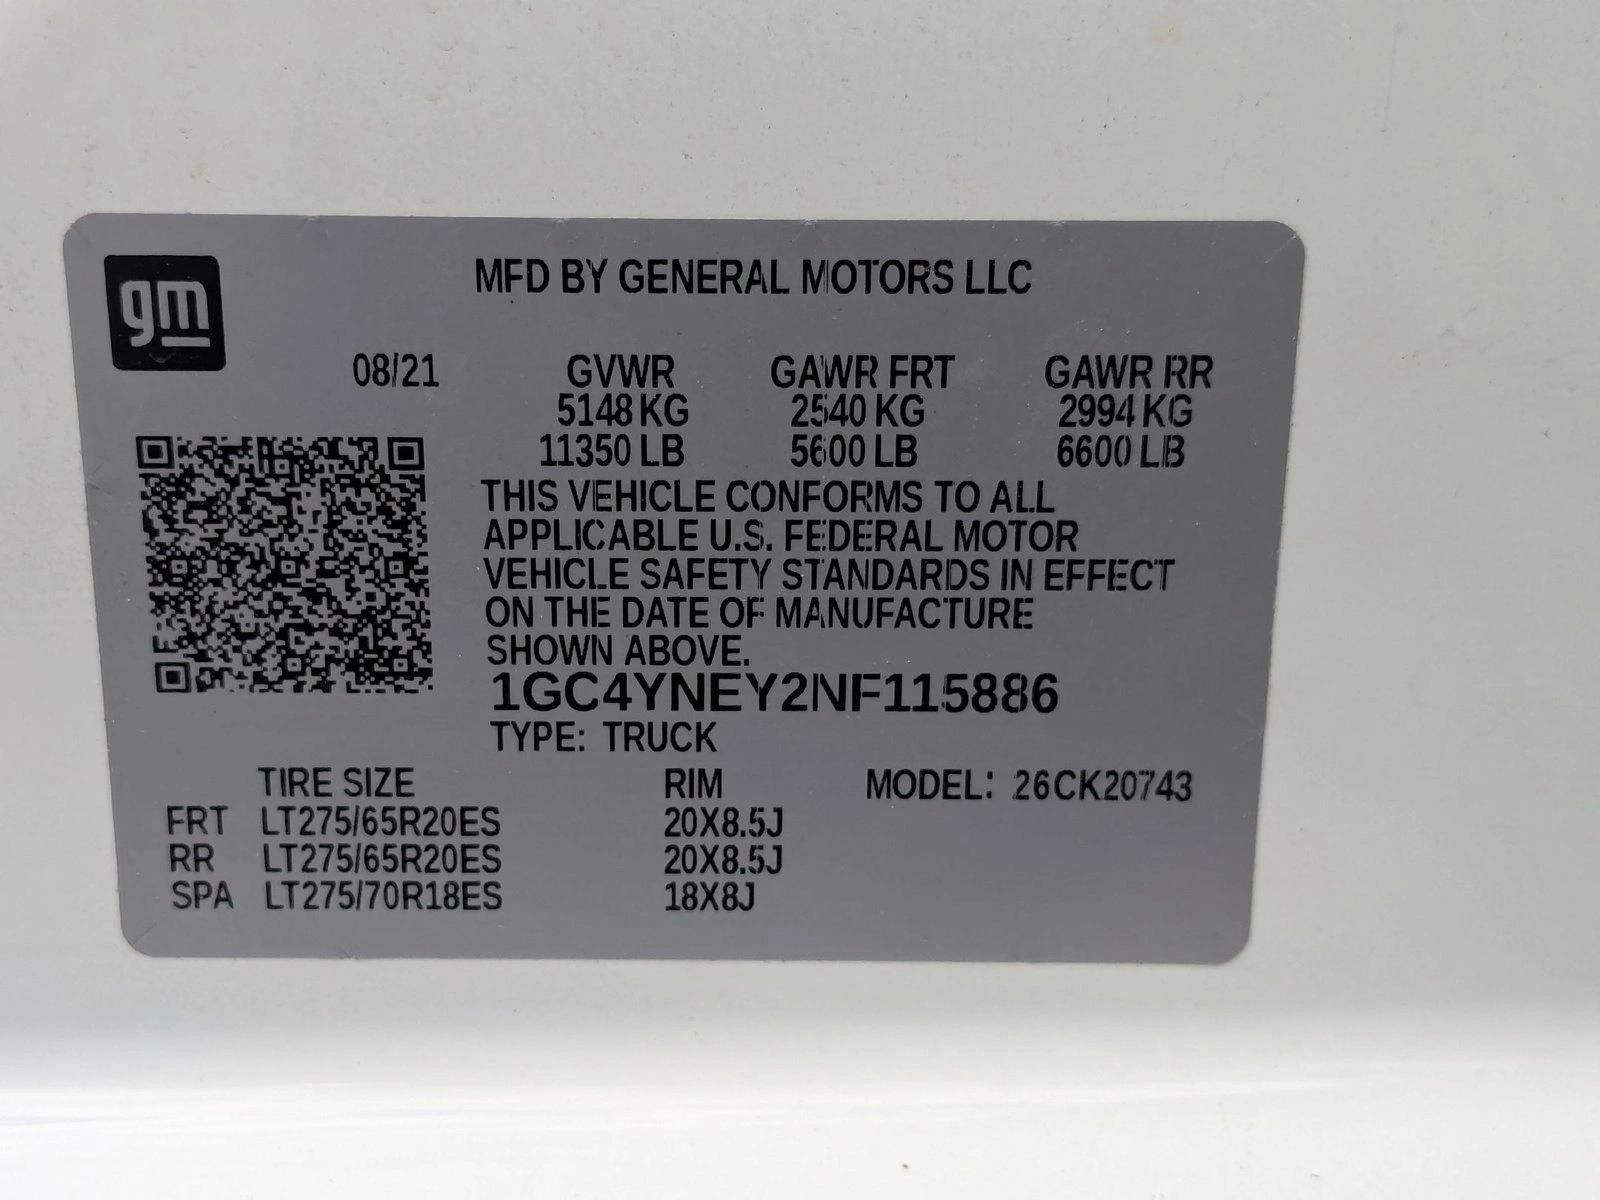 gm
MFD BY GENERAL MOTORS LLC
08/21 GVWR GAWR FRT GAWR RR
5148 KG 2540 KG 2994 KG
11350 LB 5600 LB 6600 LB
THIS VEHICLE CONFORMS TO ALL
APPLICABLE U.S. FEDERAL MOTOR
VEHICLE SAFETY STANDARDS IN EFFECT
ON THE DATE OF MANUFACTURE
SHOWN ABOVE.
1GC4YNEY2NF115886
TYPE: TRUCK
TIRE SIZE RIM MODEL: 26CK20743
FRT LT275/65R20ES 20X8.5J
RR LT275/65R20ES 20X8.5J
SPA LT275/70R18ES 18X8J